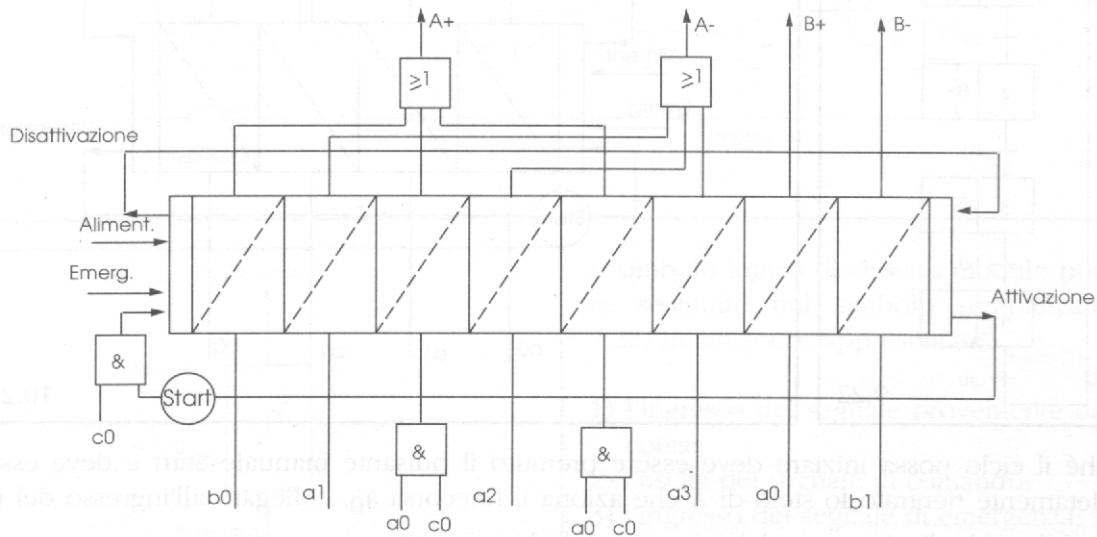 A+
A-
B+
B-
≥1
≥1
Disattivazione
Aliment.
Emerg.
Attivazione
&
Start
c0
&
&
b0
a1
a0
c0
a2
a0
c0
a3
a0
b1